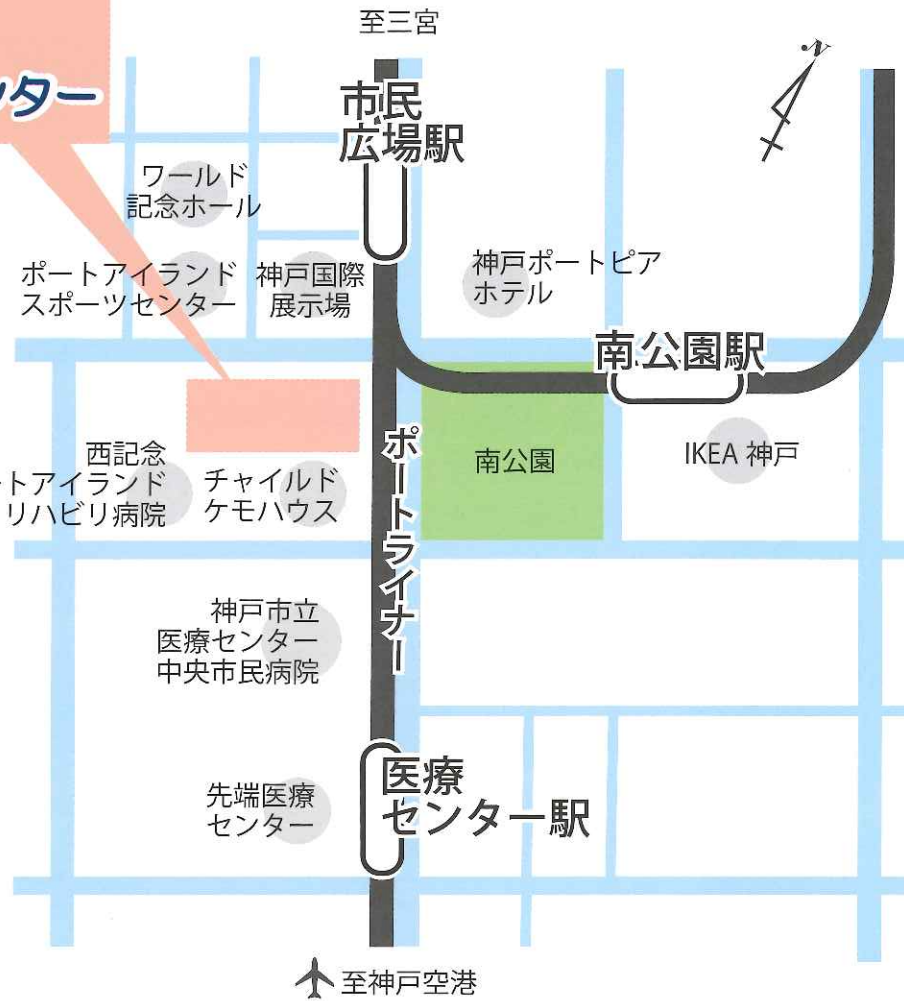 至三宮
N
ンター
市民
広場駅
ワールド
記念ホール
ポートアイランド
スポーツセンター
神戸国際
展示場
神戸ポートピア
ホテル
南公園駅
西記念
ートアイランド
リハビリ病院
チャイルド
ケモハウス
ポートライナー
南公園
IKEA 神戸
神戸市立
医療センター
中央市民病院
先端医療
センター
医療
センター駅
至神戸空港